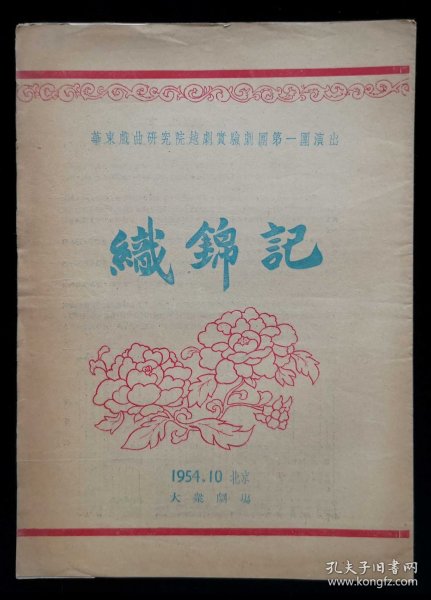 華東戲曲研究院越劇實驗劇團第一團演出
織錦記
1954.10 北京
大衆劇場
孔夫子旧书网
www.kongfz.com